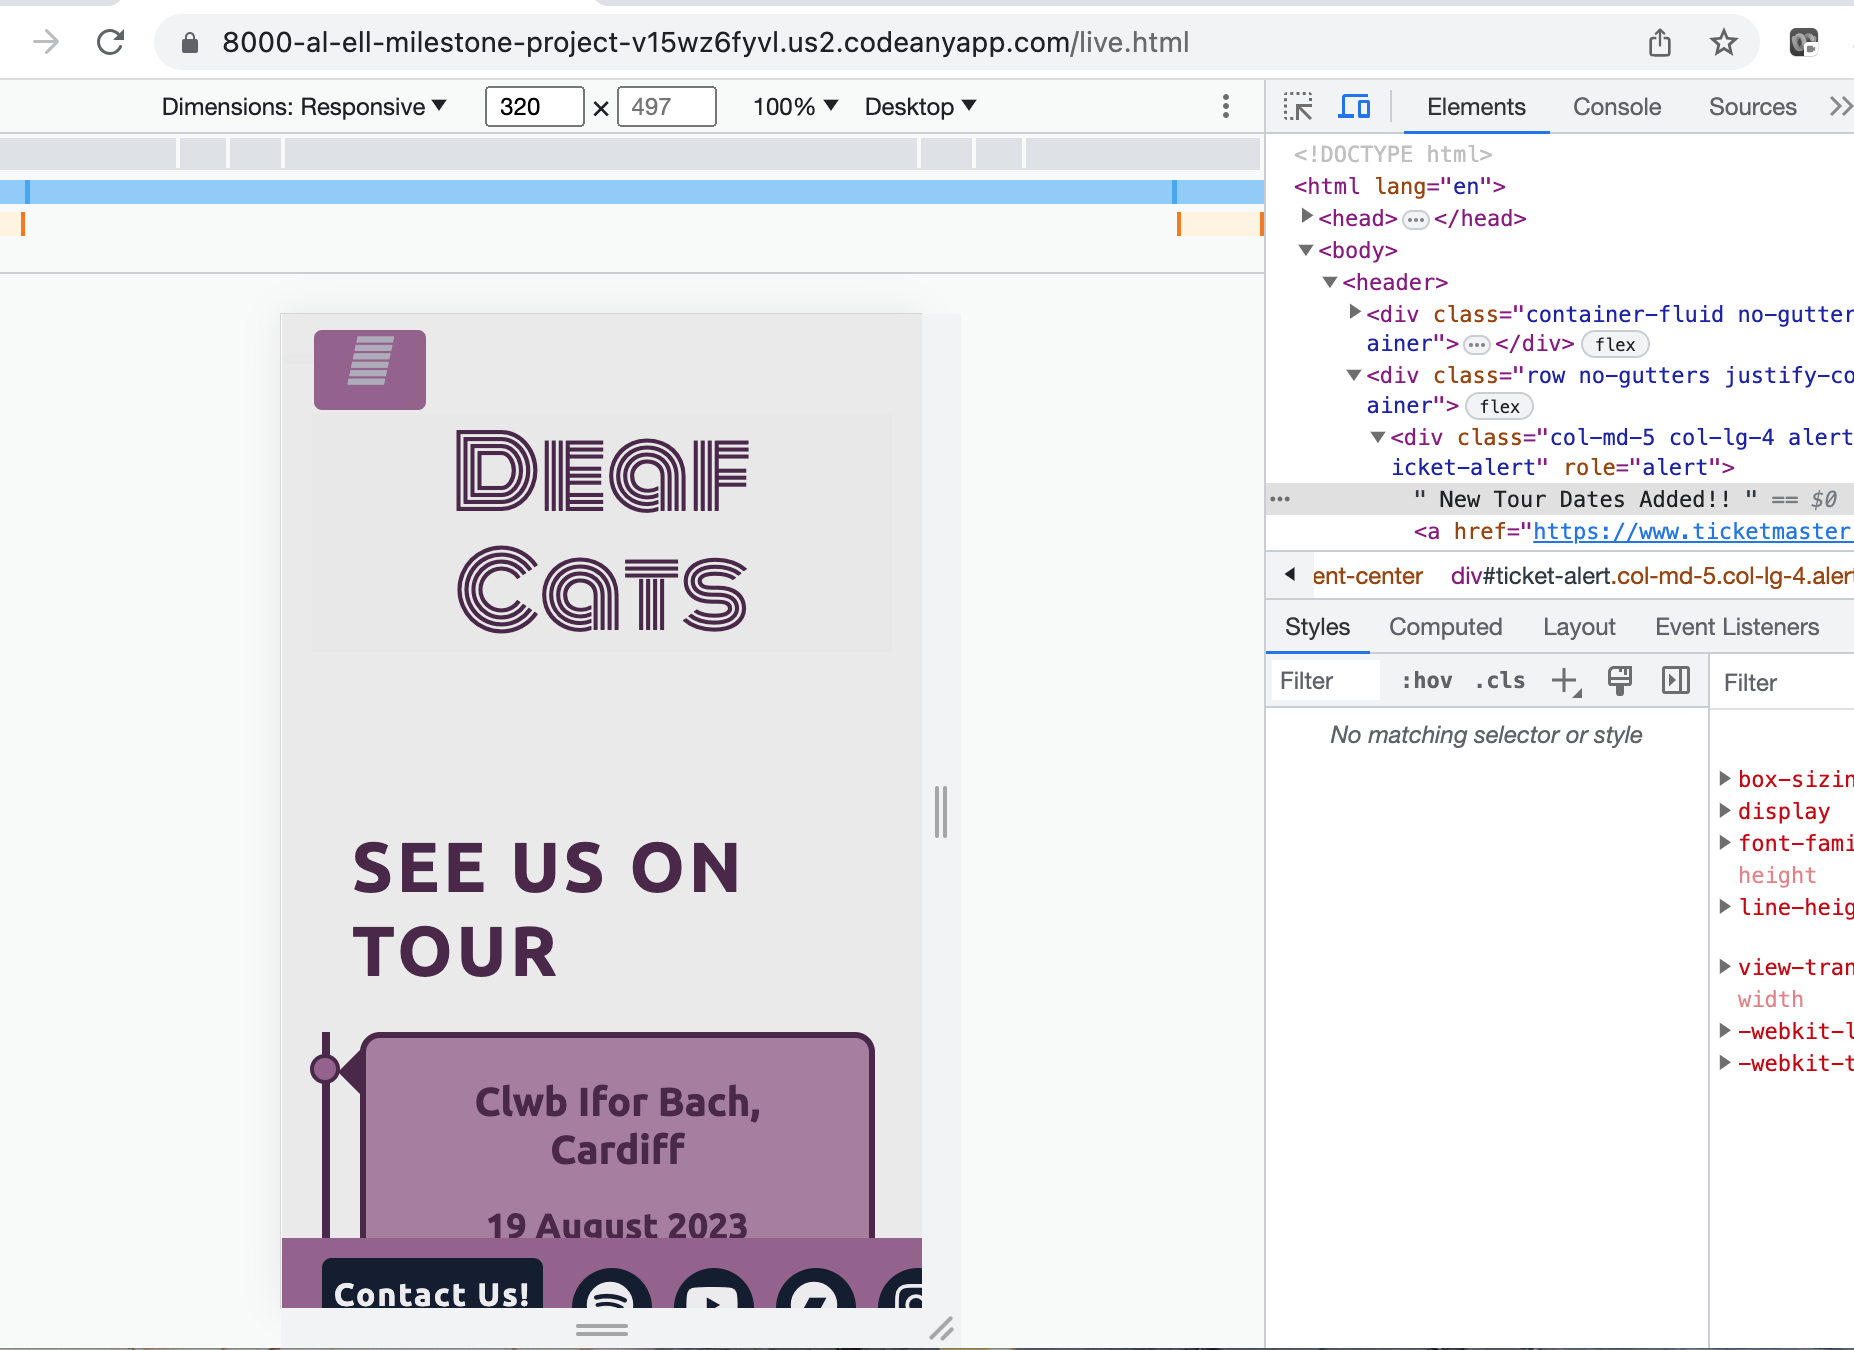 8000-al-ell-milestone-project-v15wz6fyvl.us2.codeanyapp.com/live.html
Dimensions: Responsive 320 × 497 100% Desktop
Elements Console Sources
<!DOCTYPE html>
<html lang="en">
<head> ··· </head>
<body>
<header>
<div class="container-fluid no-gutter
ainer"> ··· </div> flex
<div class="row no-gutters justify-co
ainer"> flex
<div class="col-md-5 col-lg-4 alert
icket-alert" role="alert">
··· " New Tour Dates Added!! " == $0
<a href="https://www.ticketmaster.
ent-center div#ticket-alert.col-md-5.col-lg-4.aler
Styles Computed Layout Event Listeners
Filter :hov .cls
Filter
No matching selector or style
box-sizin
display
font-fami
height
line-heig
view-tran
width
-webkit-l
-webkit-t
Deaf
Cats
SEE US ON
TOUR
Clwb Ifor Bach,
Cardiff
19 August 2023
Contact Us!